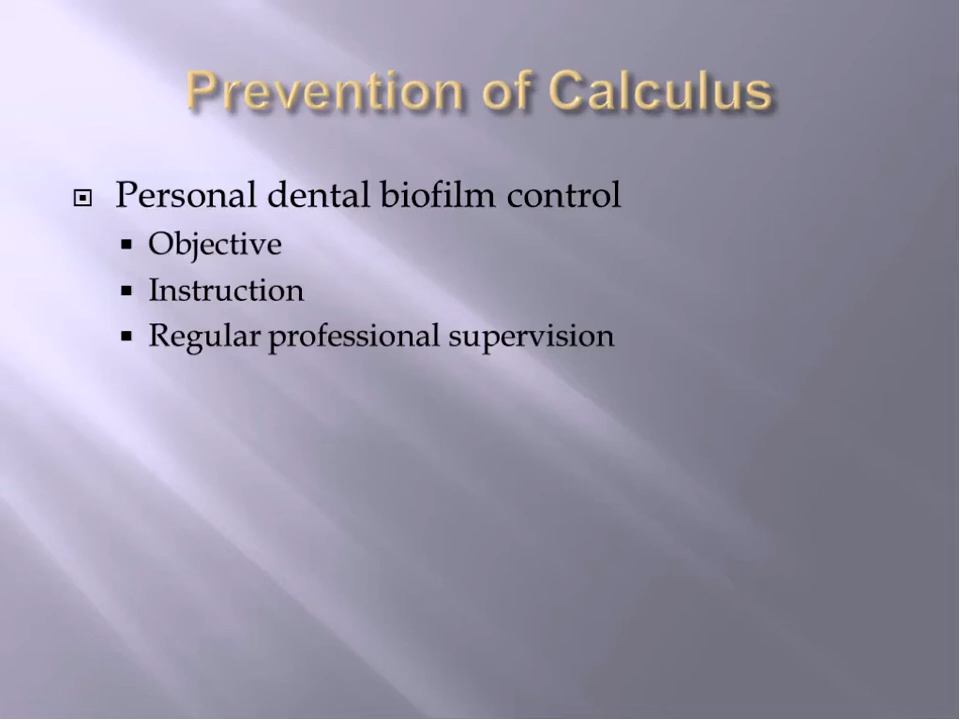 Prevention of Calculus
Personal dental biofilm control
Objective
Instruction
Regular professional supervision